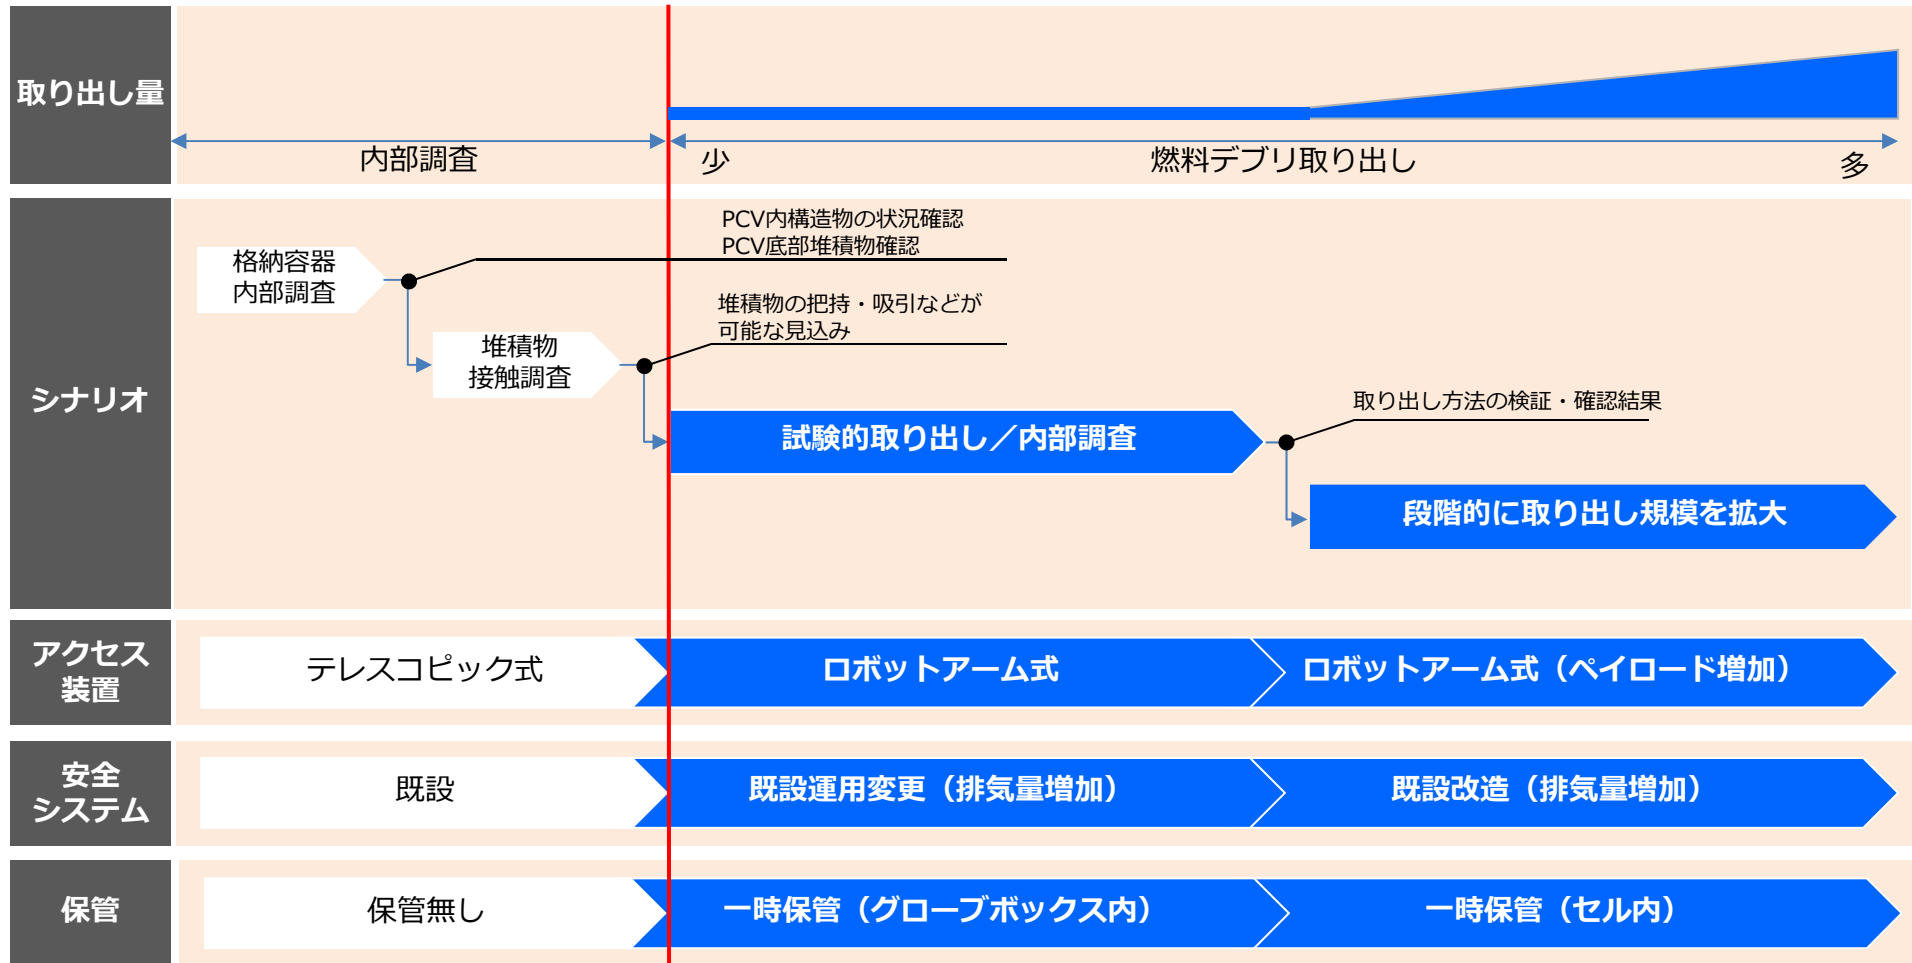 取り出し量
内部調査
少
燃料デブリ取り出し
多
シナリオ
格納容器
内部調査
PCV内構造物の状況確認
PCV底部堆積物確認
堆積物
接触調査
堆積物の把持・吸引などが
可能な見込み
試験的取り出し／内部調査
取り出し方法の検証・確認結果
段階的に取り出し規模を拡大
アクセス
装置
テレスコピック式
ロボットアーム式
ロボットアーム式（ペイロード増加）
安全
システム
既設
既設運用変更（排気量増加）
既設改造（排気量増加）
保管
保管無し
一時保管（グローブボックス内）
一時保管（セル内）